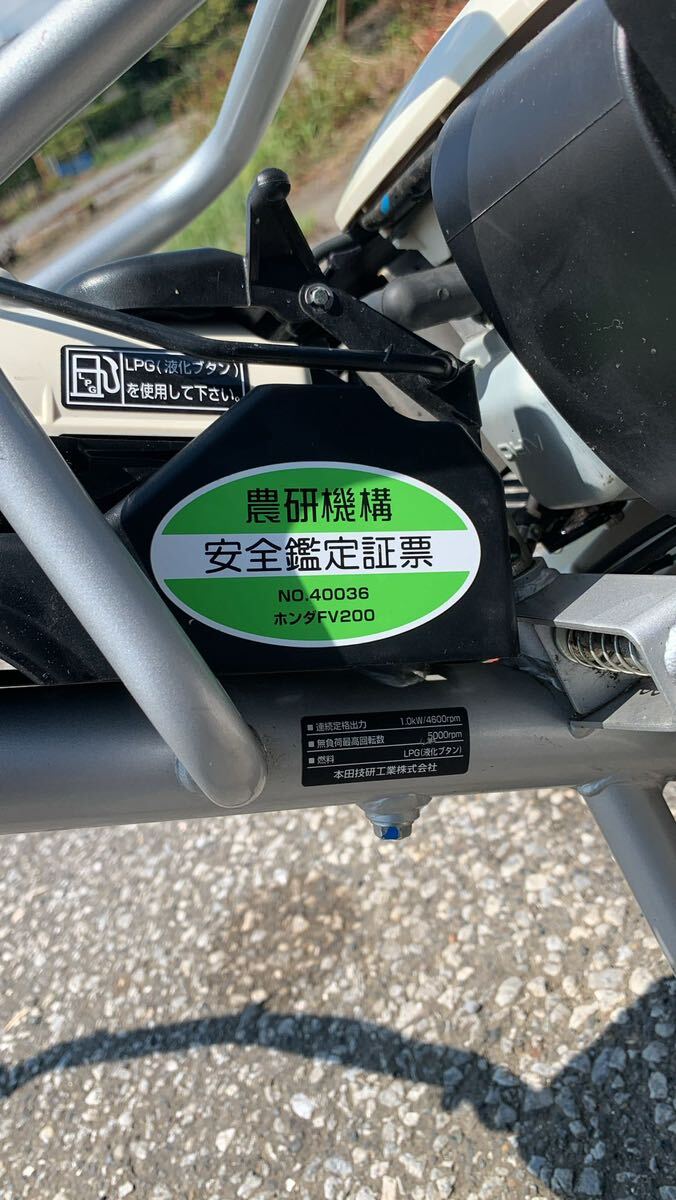 LPG
LPG(液化ブタン)
を使用して下さい。
農研機構
安全鑑定証票
NO.40036
ホンダFV200
■連続定格出力 1.0kW/4600rpm
■無負荷最高回転数 5000rpm
■燃料 LPG(液化ブタン)
本田技研工業株式会社